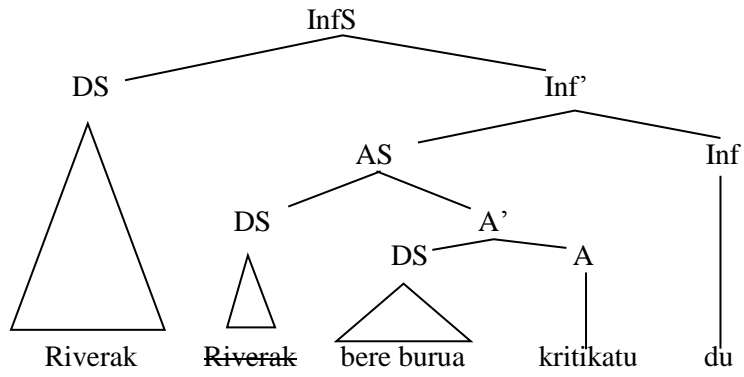 InfS
DS Inf’
AS Inf
DS A’
DS A
Riverak Riverak bere burua kritikatu du